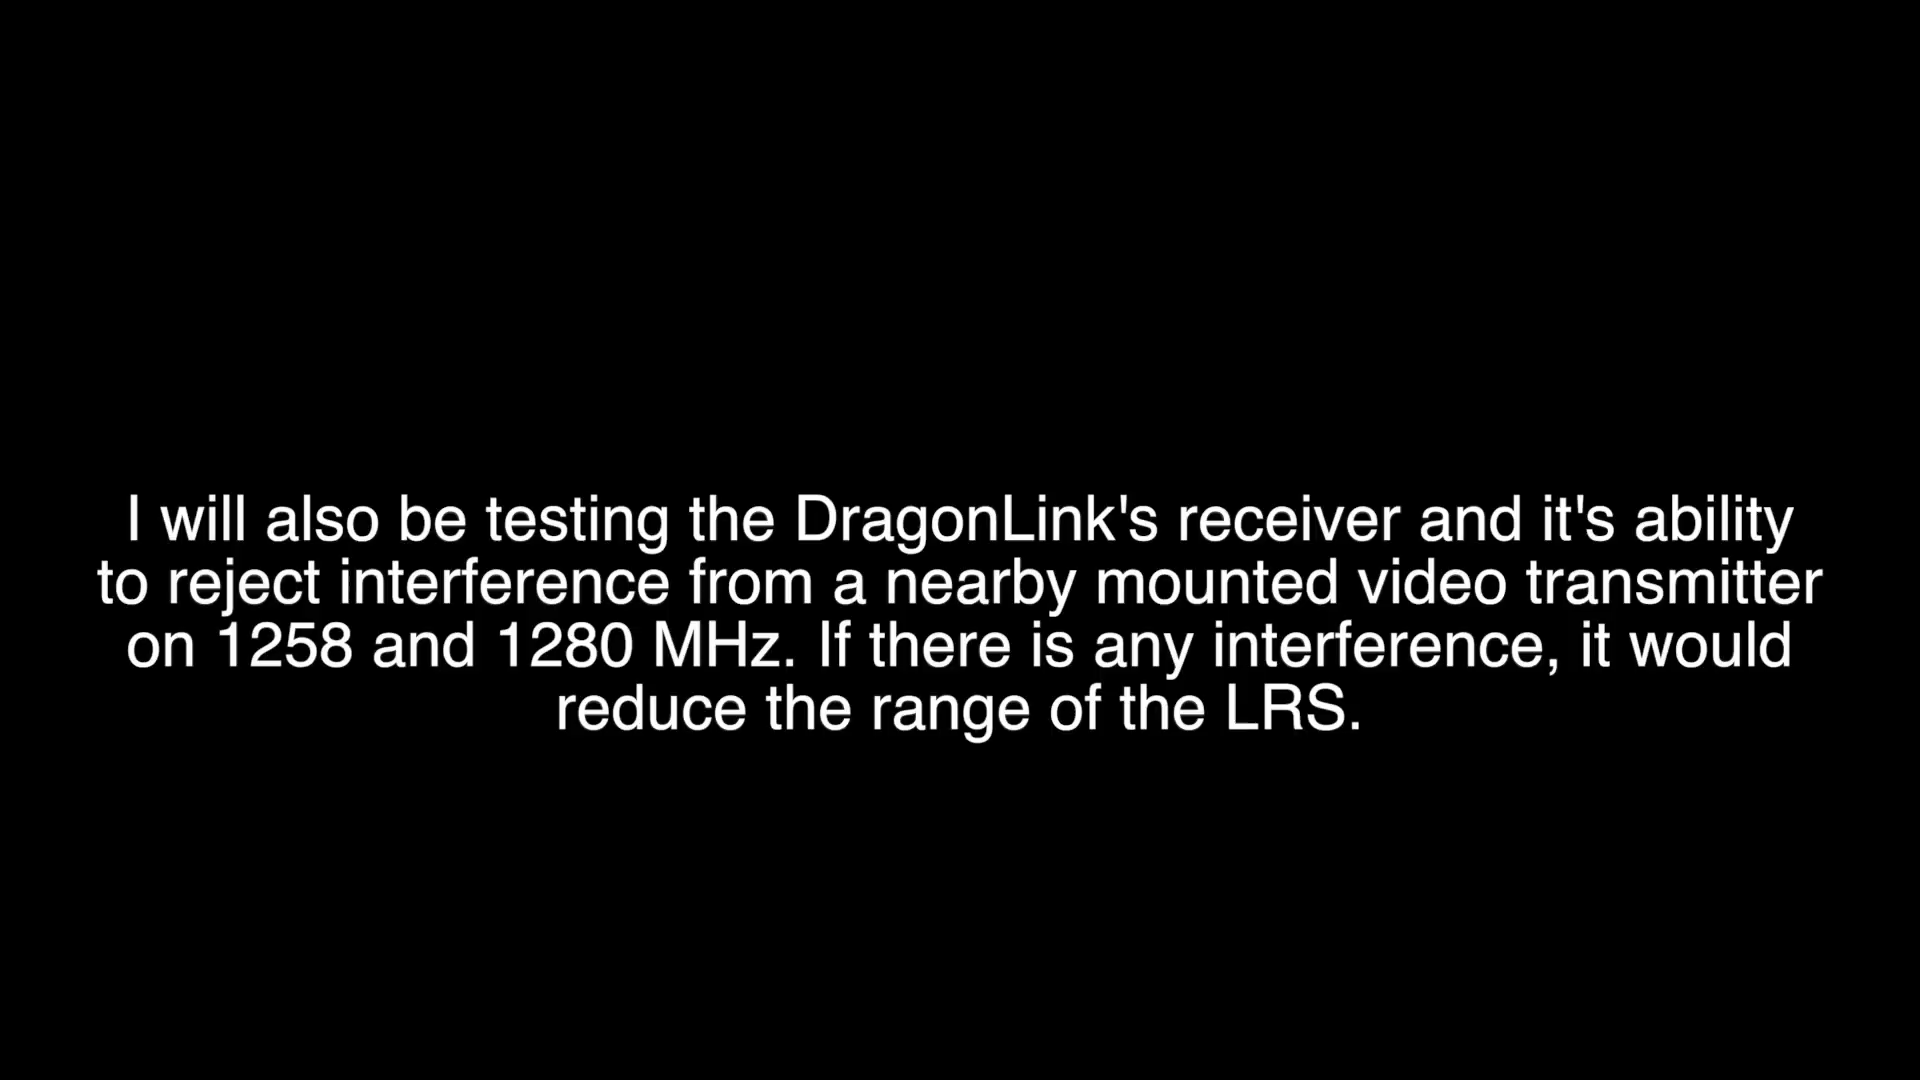 I will also be testing the DragonLink's receiver and it's ability
to reject interference from a nearby mounted video transmitter
on 1258 and 1280 MHz. If there is any interference, it would
reduce the range of the LRS.